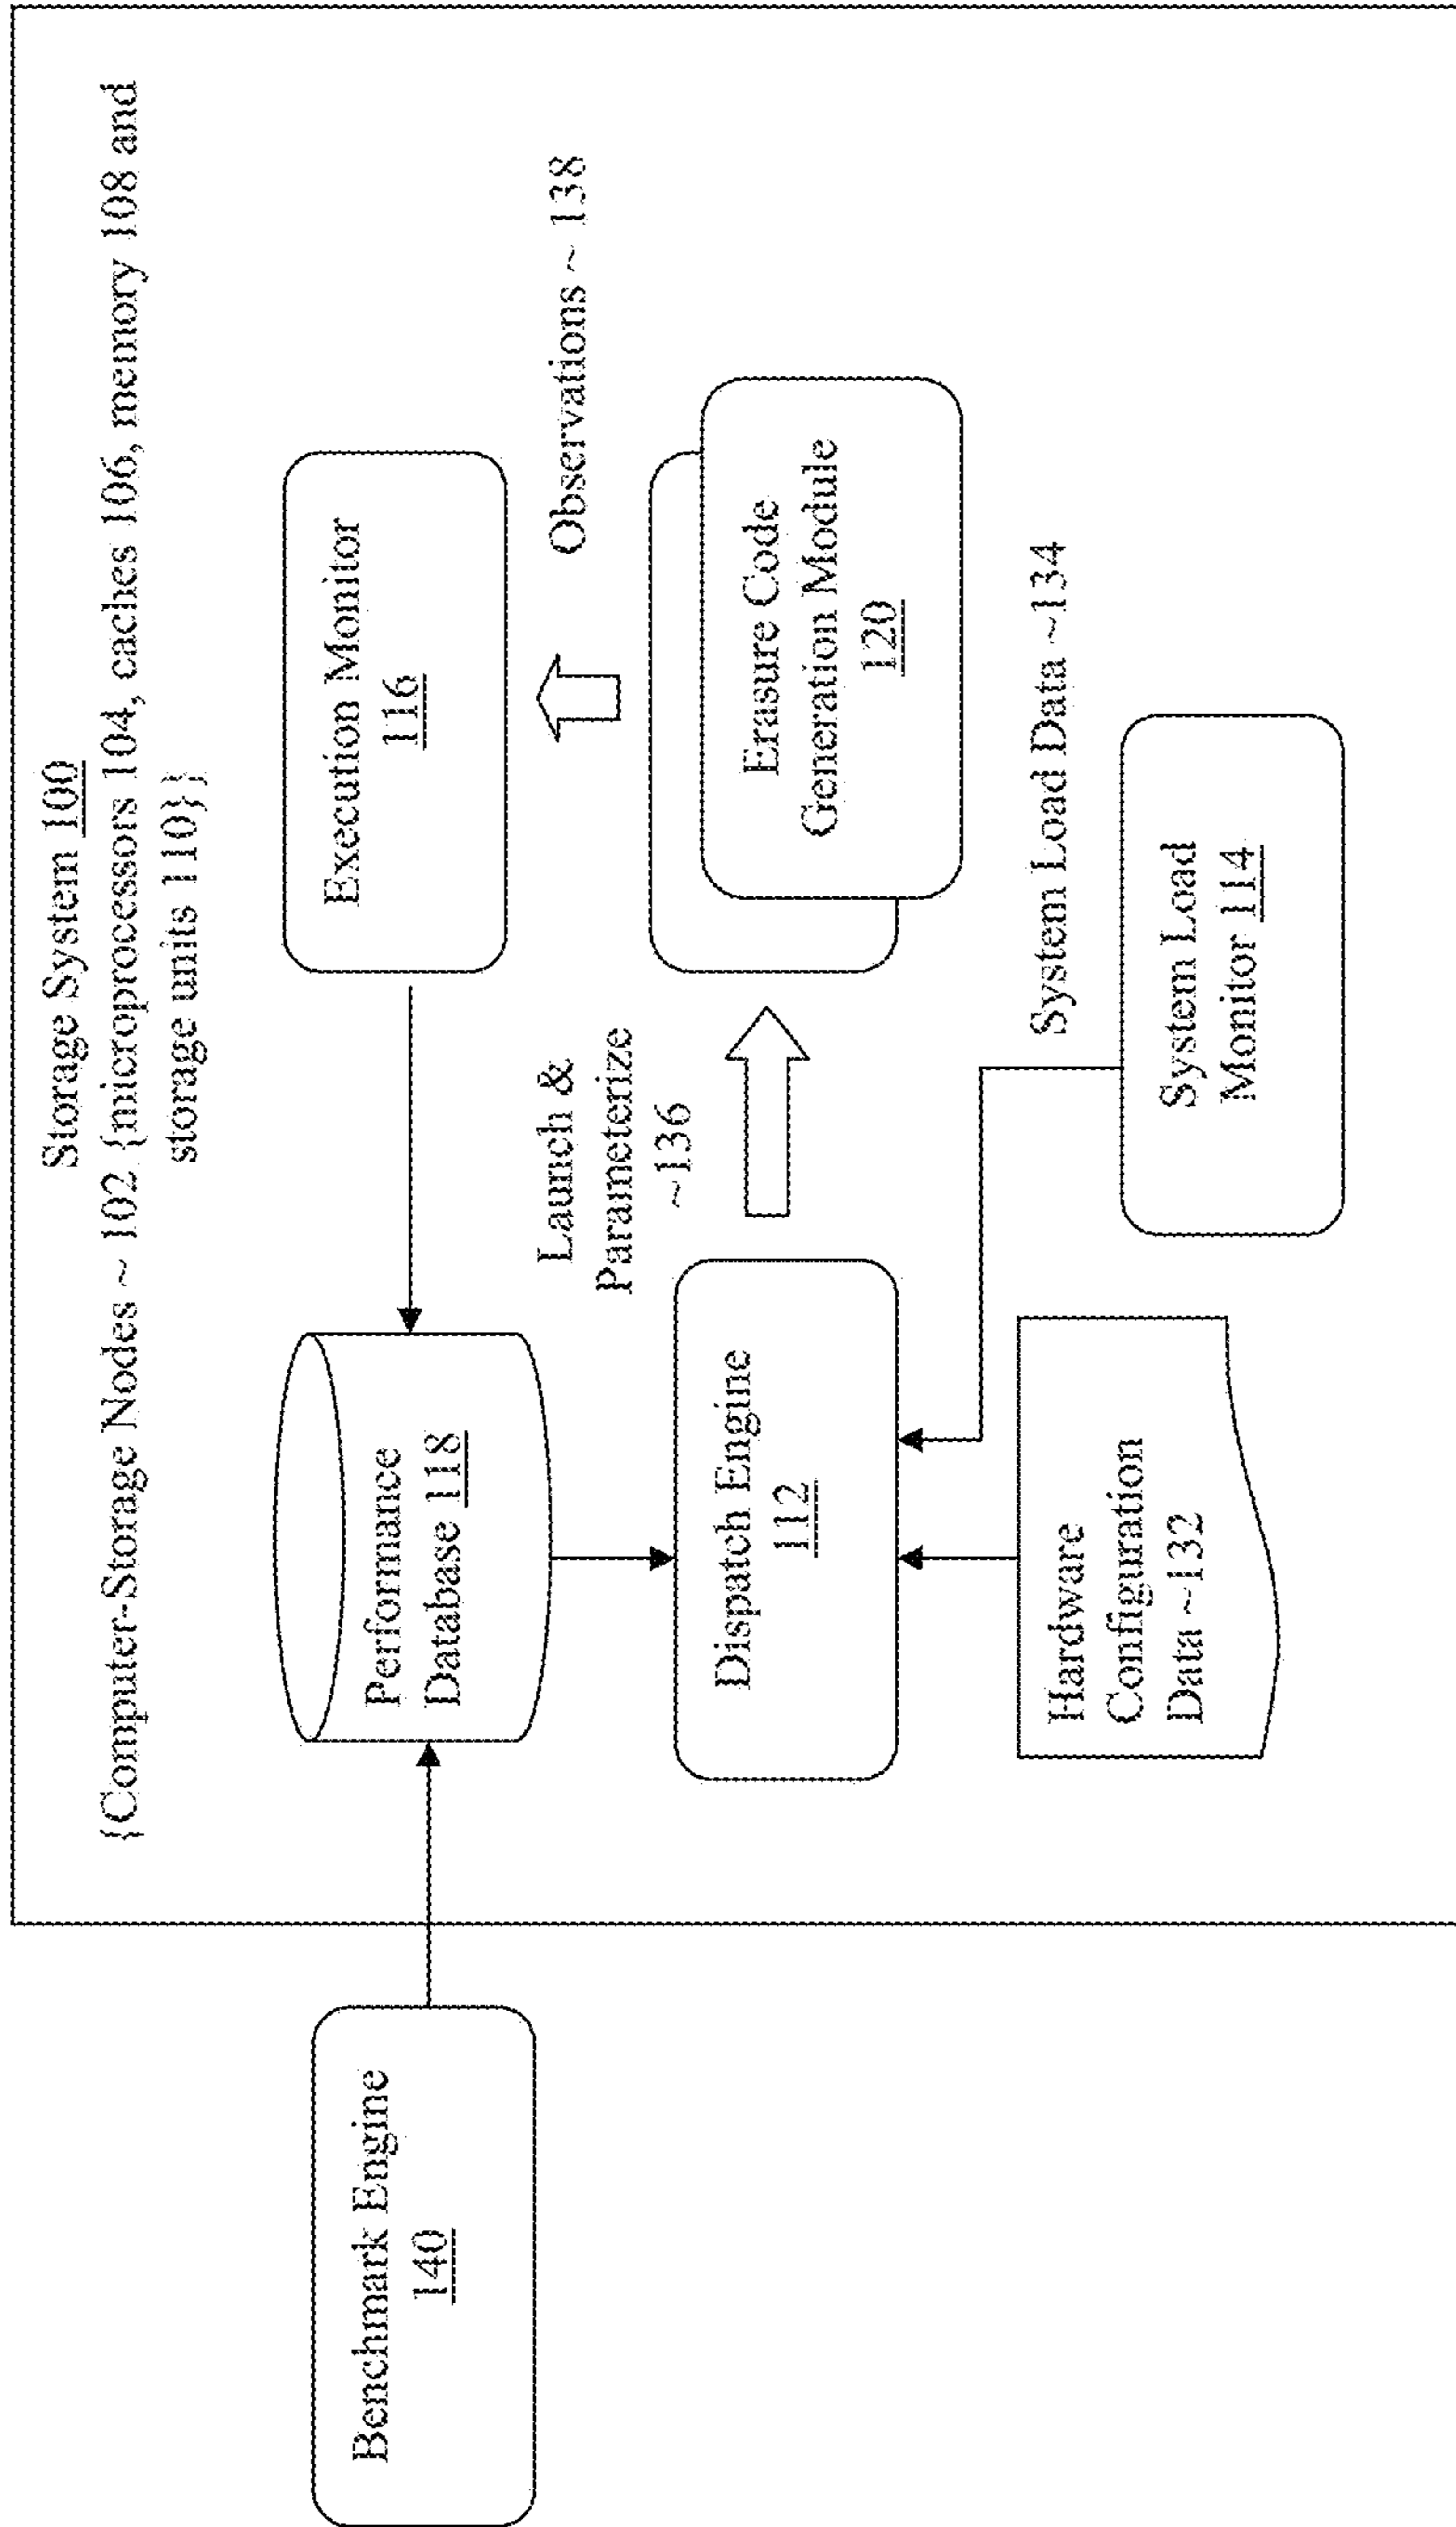 Storage System 100
{Computer-Storage Nodes ~ 102 {microprocessors 104, caches 106, memory 108 and
storage units 110}}
Benchmark Engine
140
Performance
Database 118
Execution Monitor
116
Launch &
Parameterize
~136
Observations ~ 138
Dispatch Engine
112
Erasure Code
Generation Module
120
Hardware
Configuration
Data ~132
System Load Data ~134
System Load
Monitor 114